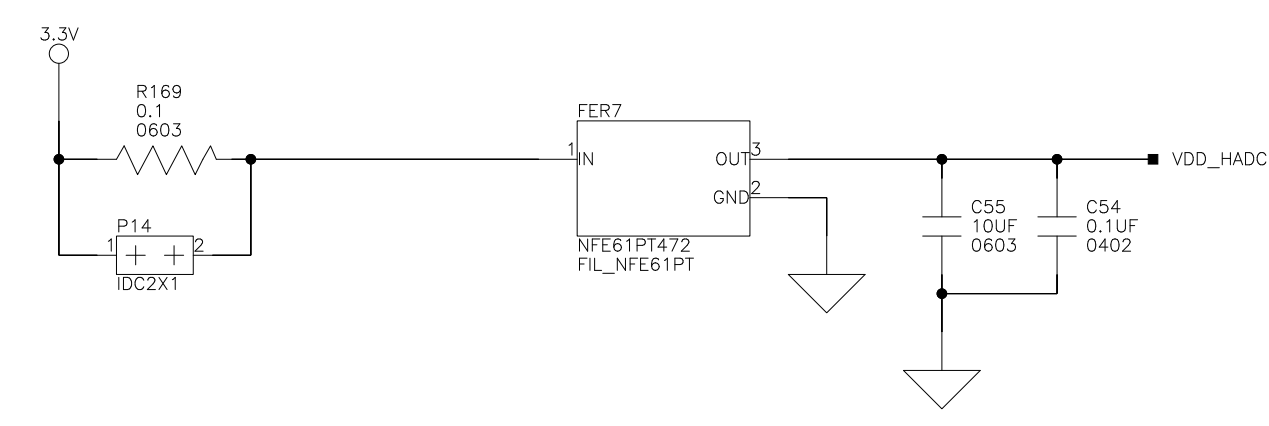 3.3V
R169
0.1
0603
P14
1
2
IDC2X1
FER7
1
IN
OUT
3
GND
2
NFE61PT472
FIL_NFE61PT
VDD_HADC
C55
10UF
0603
C54
0.1UF
0402